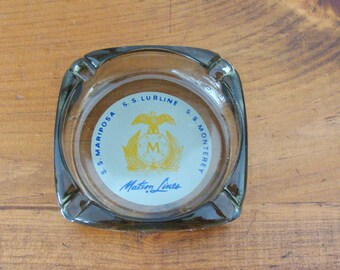 S.S. MARIPOSA S.S. LURLINE S.S. MONTEREY
M
Matson Lines